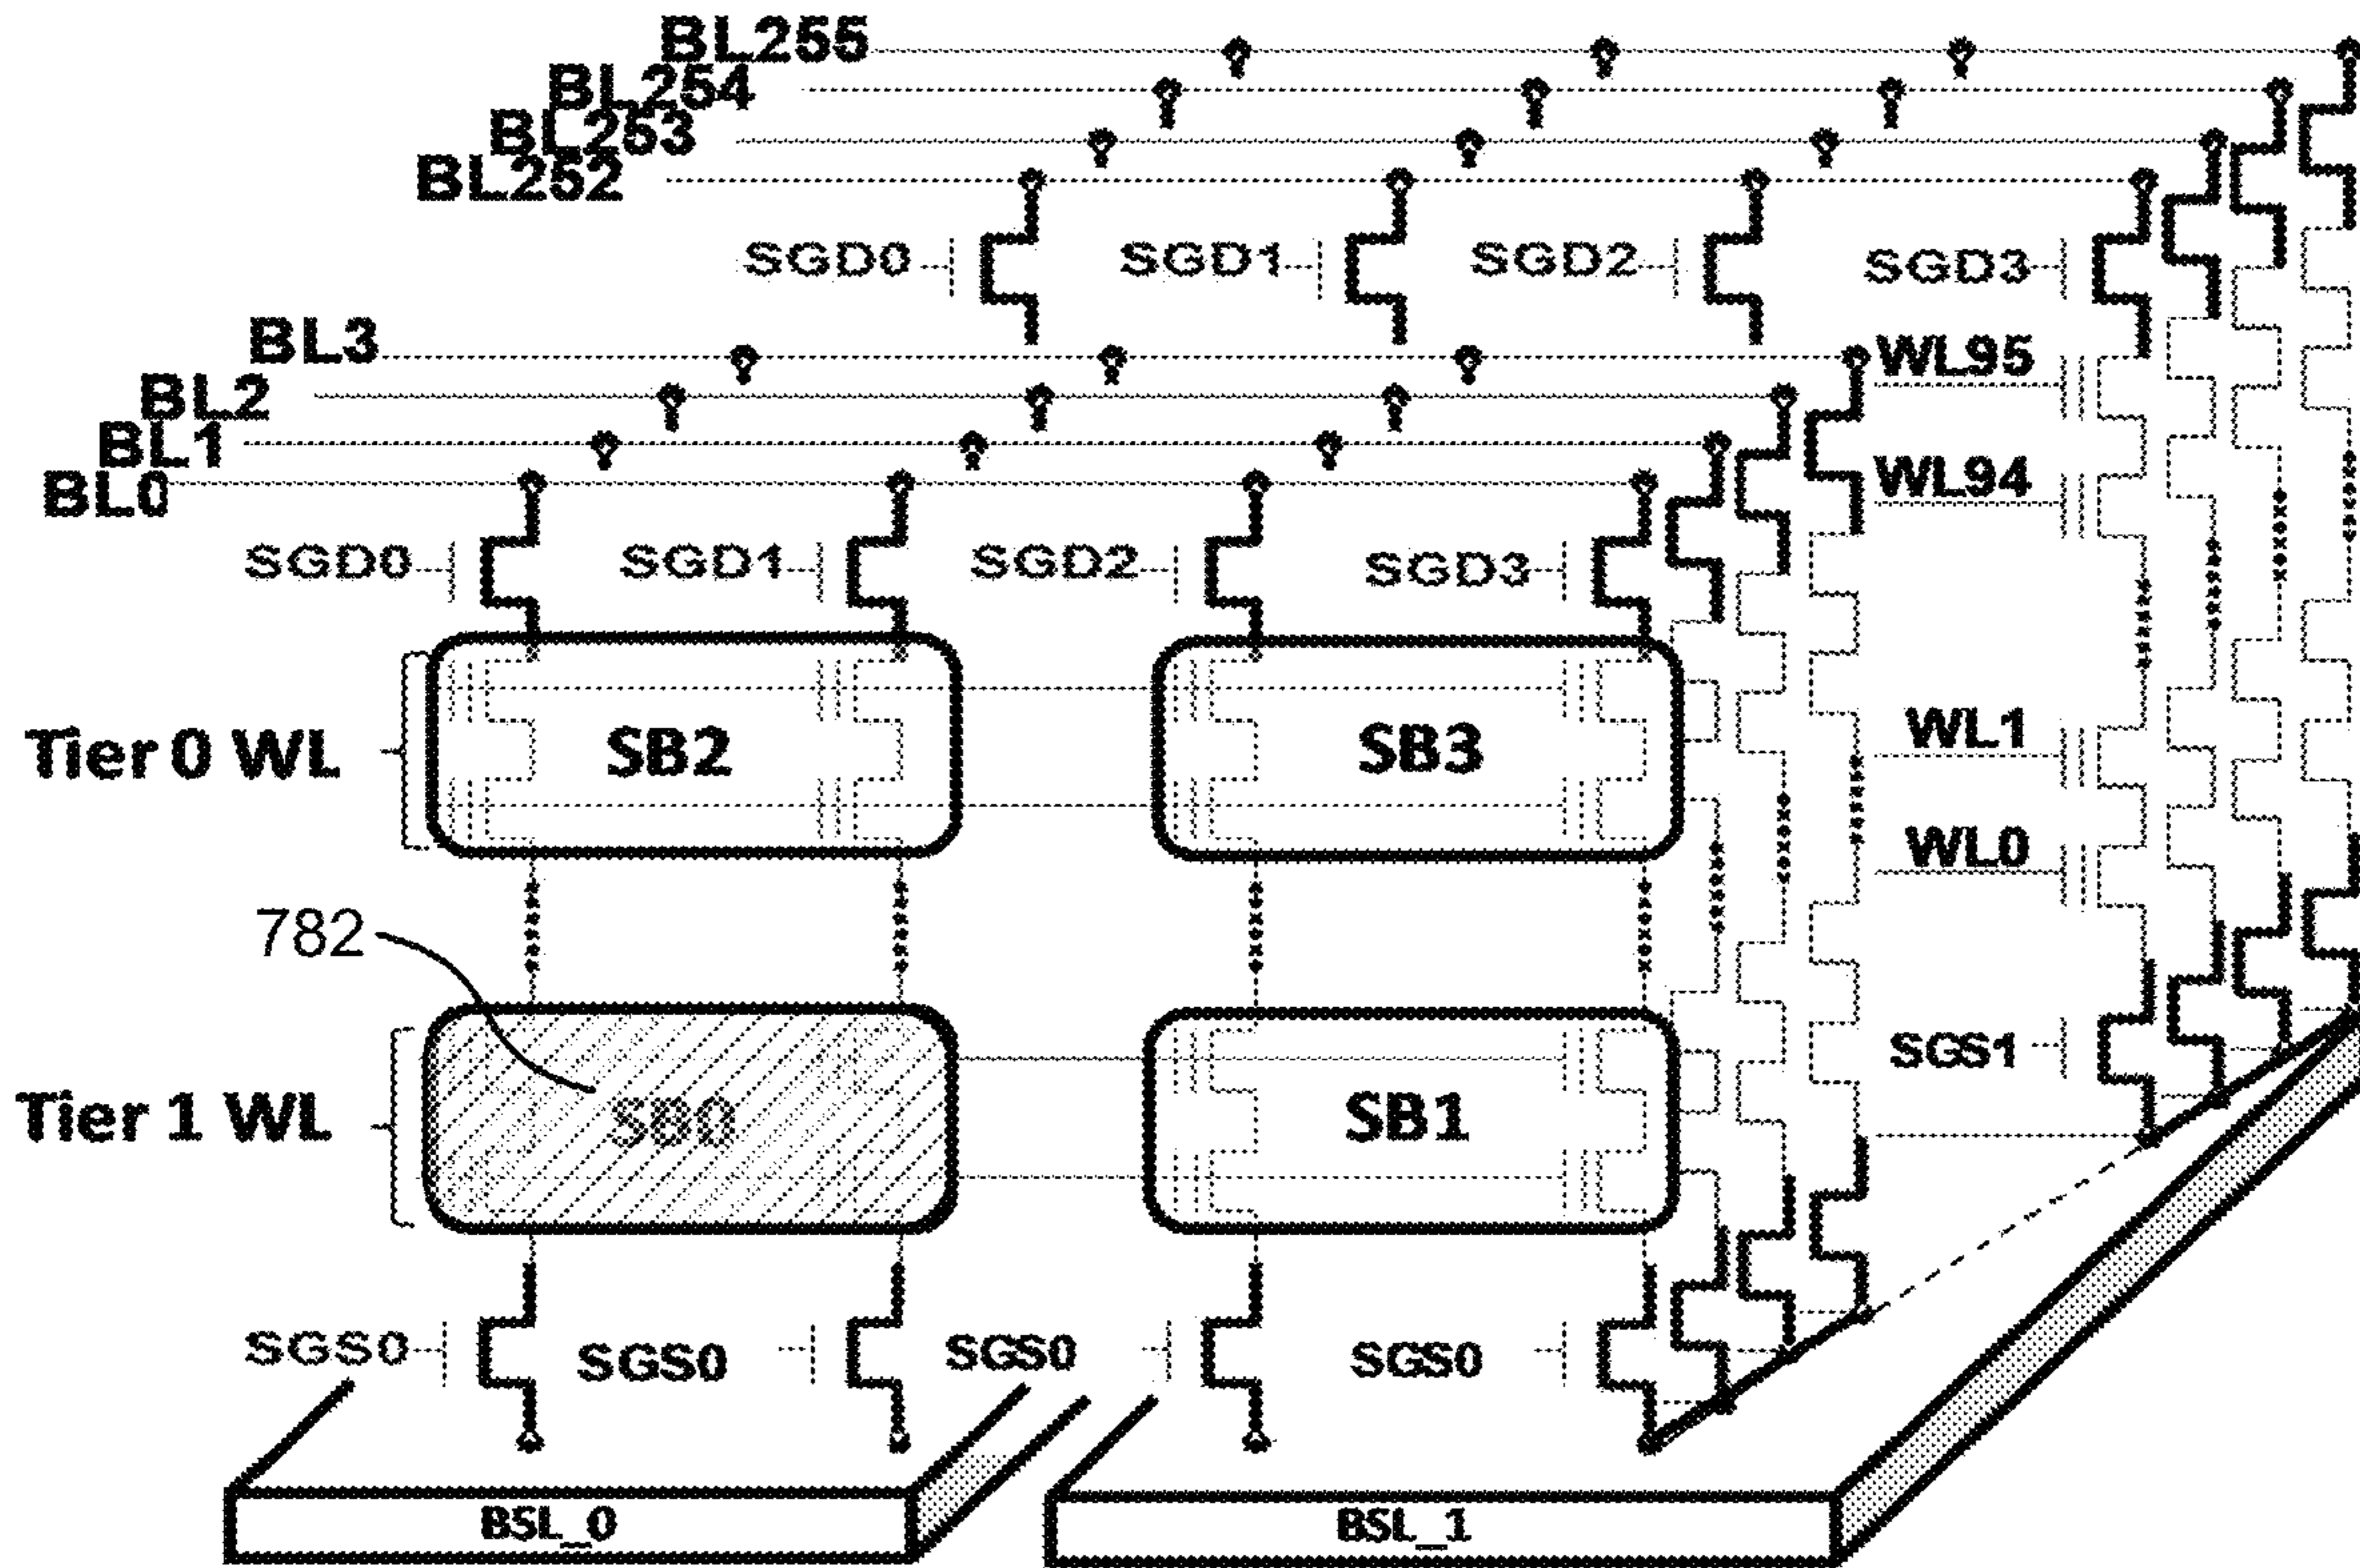 BL255
BL254
BL253
BL252
SGD0 SGD1 SGD2 SGD3
BL3
WL95
BL2
BL1
WL94
BL0
SGD0 SGD1 SGD2 SGD3
Tier 0 WL SB2 SB3 WL1
WL0
782
SGS1
Tier 1 WL SB0 SB1
SGS0 SGS0 SGS0 SGS0
BSL_0 BSL_1